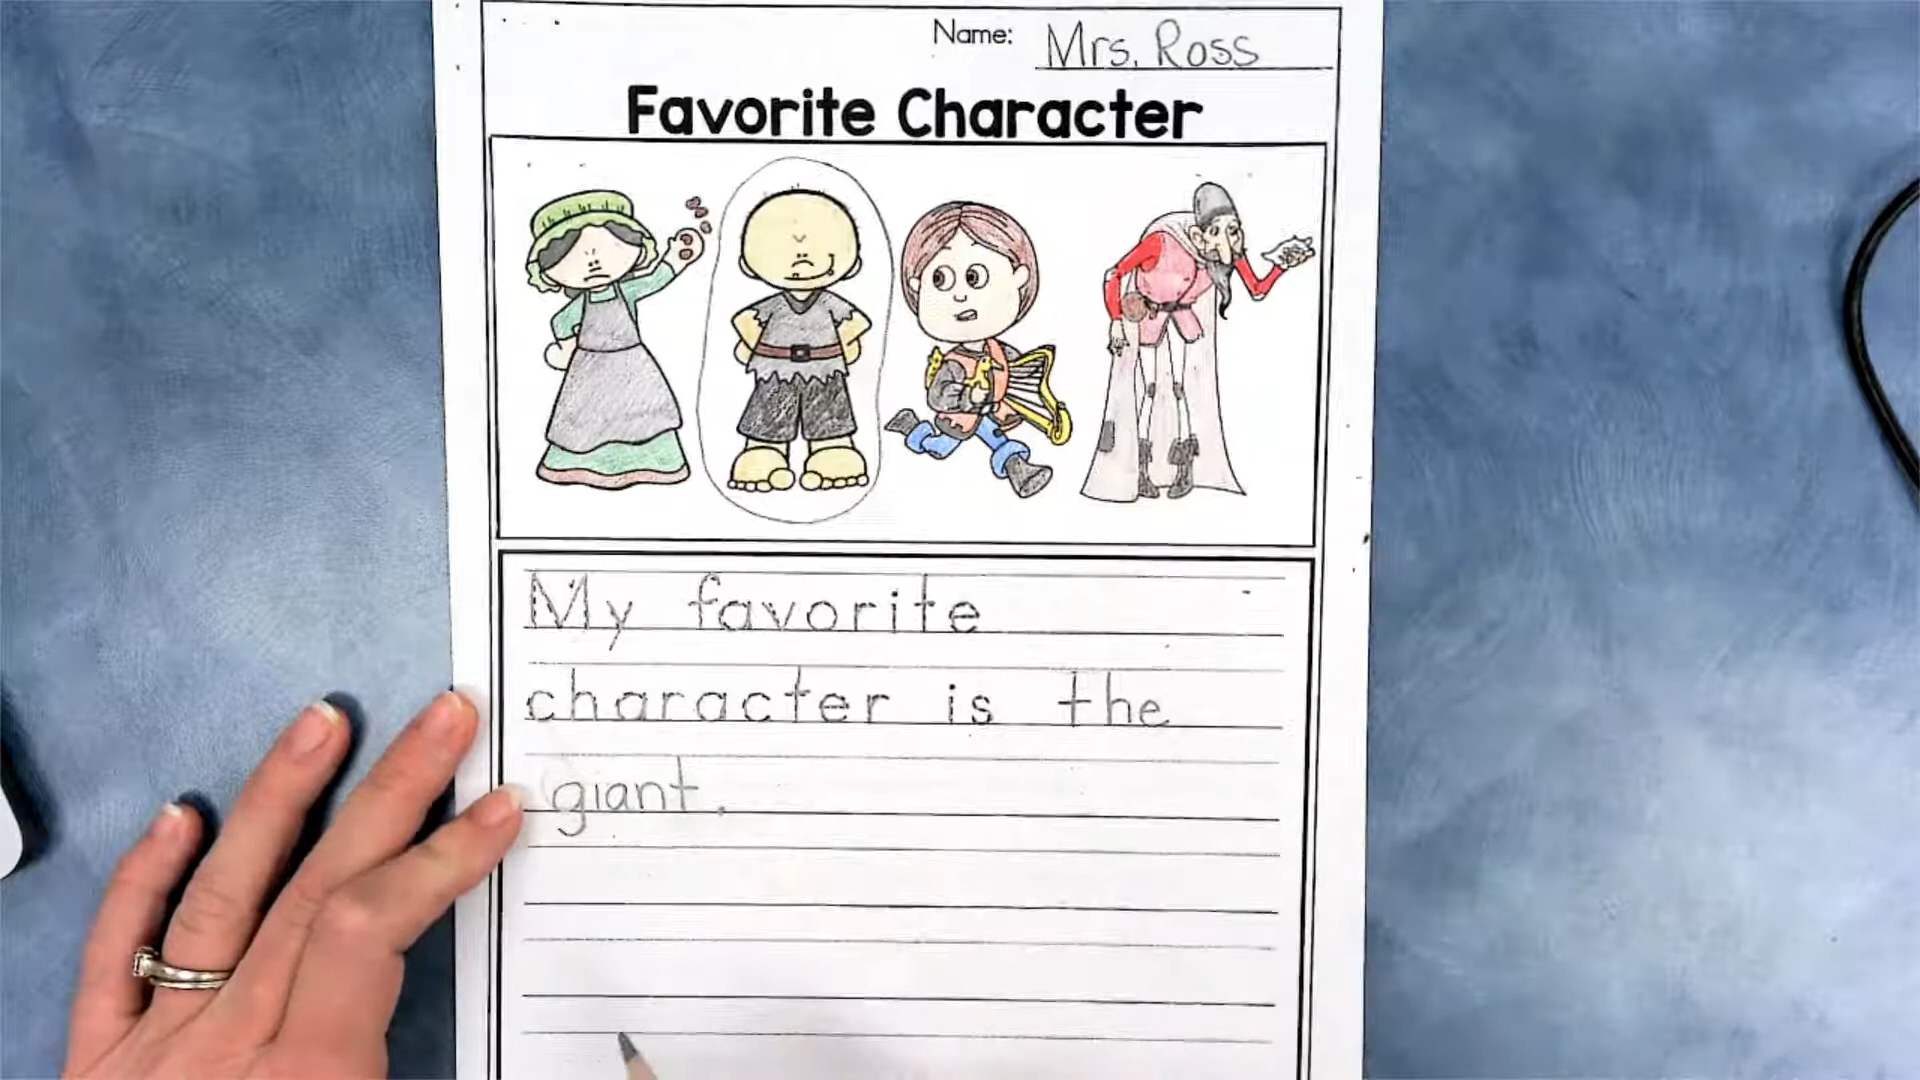 Name: Mrs. Ross
Favorite Character
My favorite
character is the
giant.